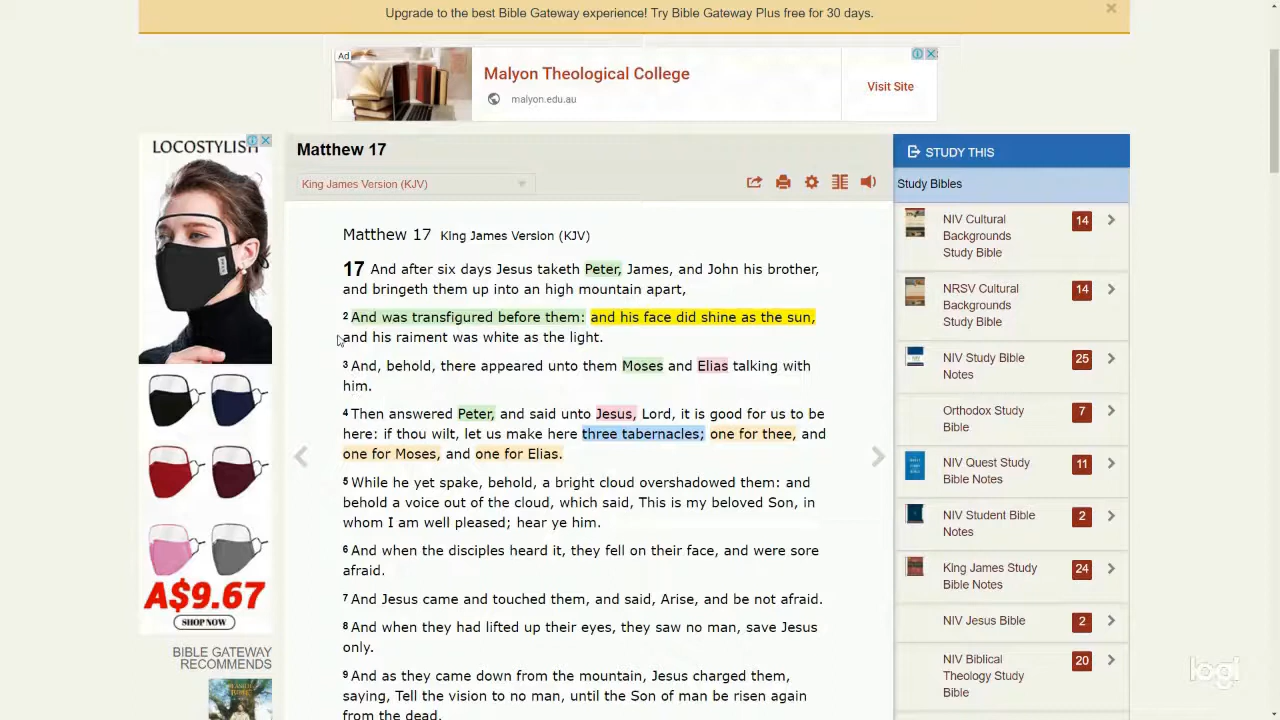 Upgrade to the best Bible Gateway experience! Try Bible Gateway Plus free for 30 days.
Ad
Malyon Theological College
malyon.edu.au
Visit Site
LOCOSTYLISH
A$9.67
SHOP NOW
BIBLE GATEWAY
RECOMMENDS
Matthew 17
King James Version (KJV)
Matthew 17 King James Version (KJV)
17 And after six days Jesus taketh Peter, James, and John his brother,
and bringeth them up into an high mountain apart,
2 And was transfigured before them: and his face did shine as the sun,
and his raiment was white as the light.
3 And, behold, there appeared unto them Moses and Elias talking with
him.
4 Then answered Peter, and said unto Jesus, Lord, it is good for us to be
here: if thou wilt, let us make here three tabernacles; one for thee, and
one for Moses, and one for Elias.
5 While he yet spake, behold, a bright cloud overshadowed them: and
behold a voice out of the cloud, which said, This is my beloved Son, in
whom I am well pleased; hear ye him.
6 And when the disciples heard it, they fell on their face, and were sore
afraid.
7 And Jesus came and touched them, and said, Arise, and be not afraid.
8 And when they had lifted up their eyes, they saw no man, save Jesus
only.
9 And as they came down from the mountain, Jesus charged them,
saying, Tell the vision to no man, until the Son of man be risen again
from the dead.
STUDY THIS
Study Bibles
NIV Cultural 14
Backgrounds
Study Bible
NRSV Cultural 14
Backgrounds
Study Bible
NIV Study Bible 25
Notes
Orthodox Study 7
Bible
NIV Quest Study 11
Bible Notes
NIV Student Bible 2
Notes
King James Study 24
Bible Notes
NIV Jesus Bible 2
NIV Biblical 20
Theology Study
Bible
logi